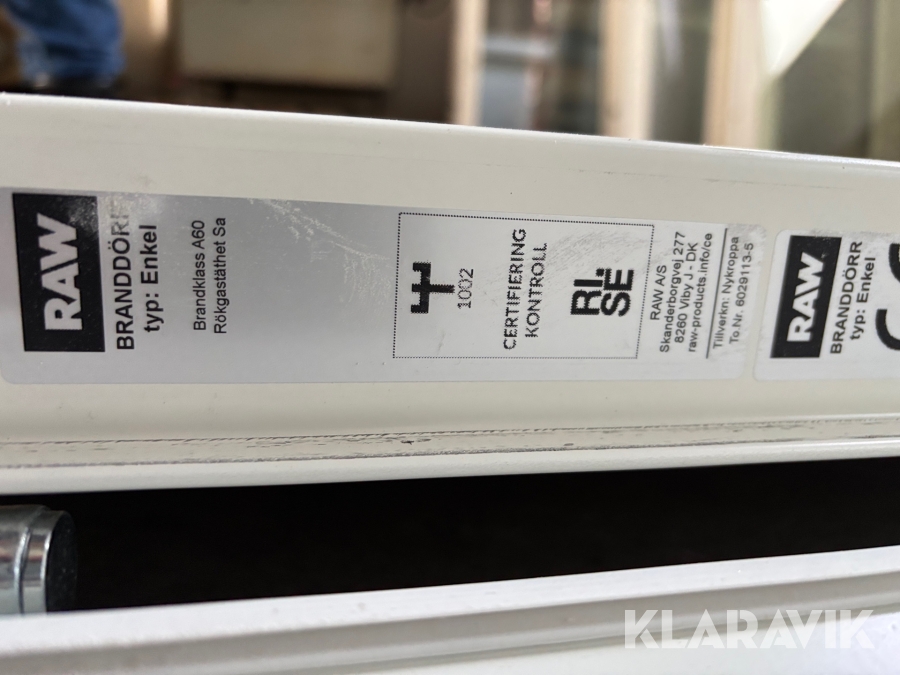 RAW
BRANDDÖRR
typ: Enkel
Brandklass A60
Rökgastäthet Sa
1002
CERTIFIERING
KONTROLL
RI.
SE
RAW A/S
Skanderborgvej 277
8260 Viby J - DK
raw-products.info/ce
Tillverkn: Nykroppa
To.Nr. 6029113-5
RAW
BRANDDÖRR
typ: Enkel
KLARAVIK